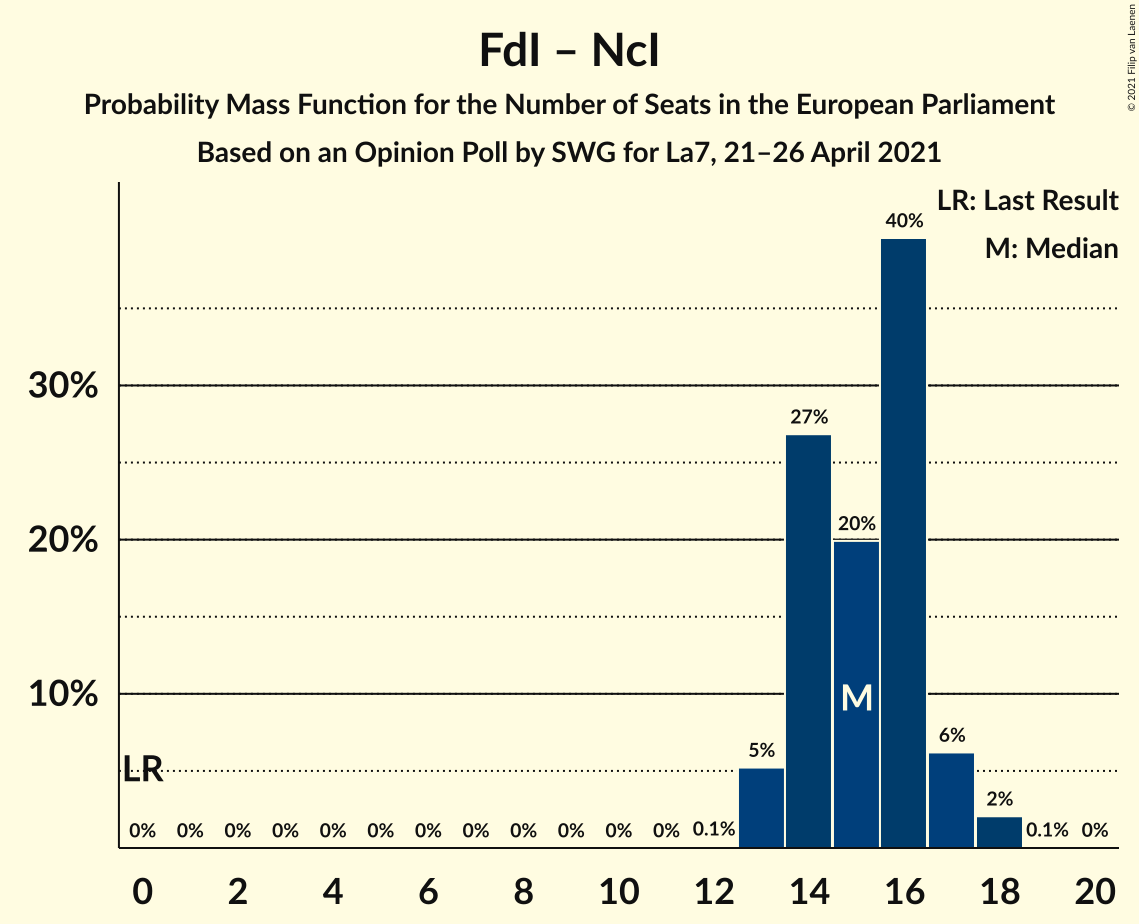 FdI – NcI
Probability Mass Function for the Number of Seats in the European Parliament
Based on an Opinion Poll by SWG for La7, 21–26 April 2021
© 2021 Filip van Laenen
LR: Last Result
M: Median
40%
30%
27%
20%
20%
M
10%
6%
5%
LR
2%
0% 0% 0% 0% 0% 0% 0% 0% 0% 0% 0% 0% 0.1% 0.1% 0%
0 2 4 6 8 10 12 14 16 18 20